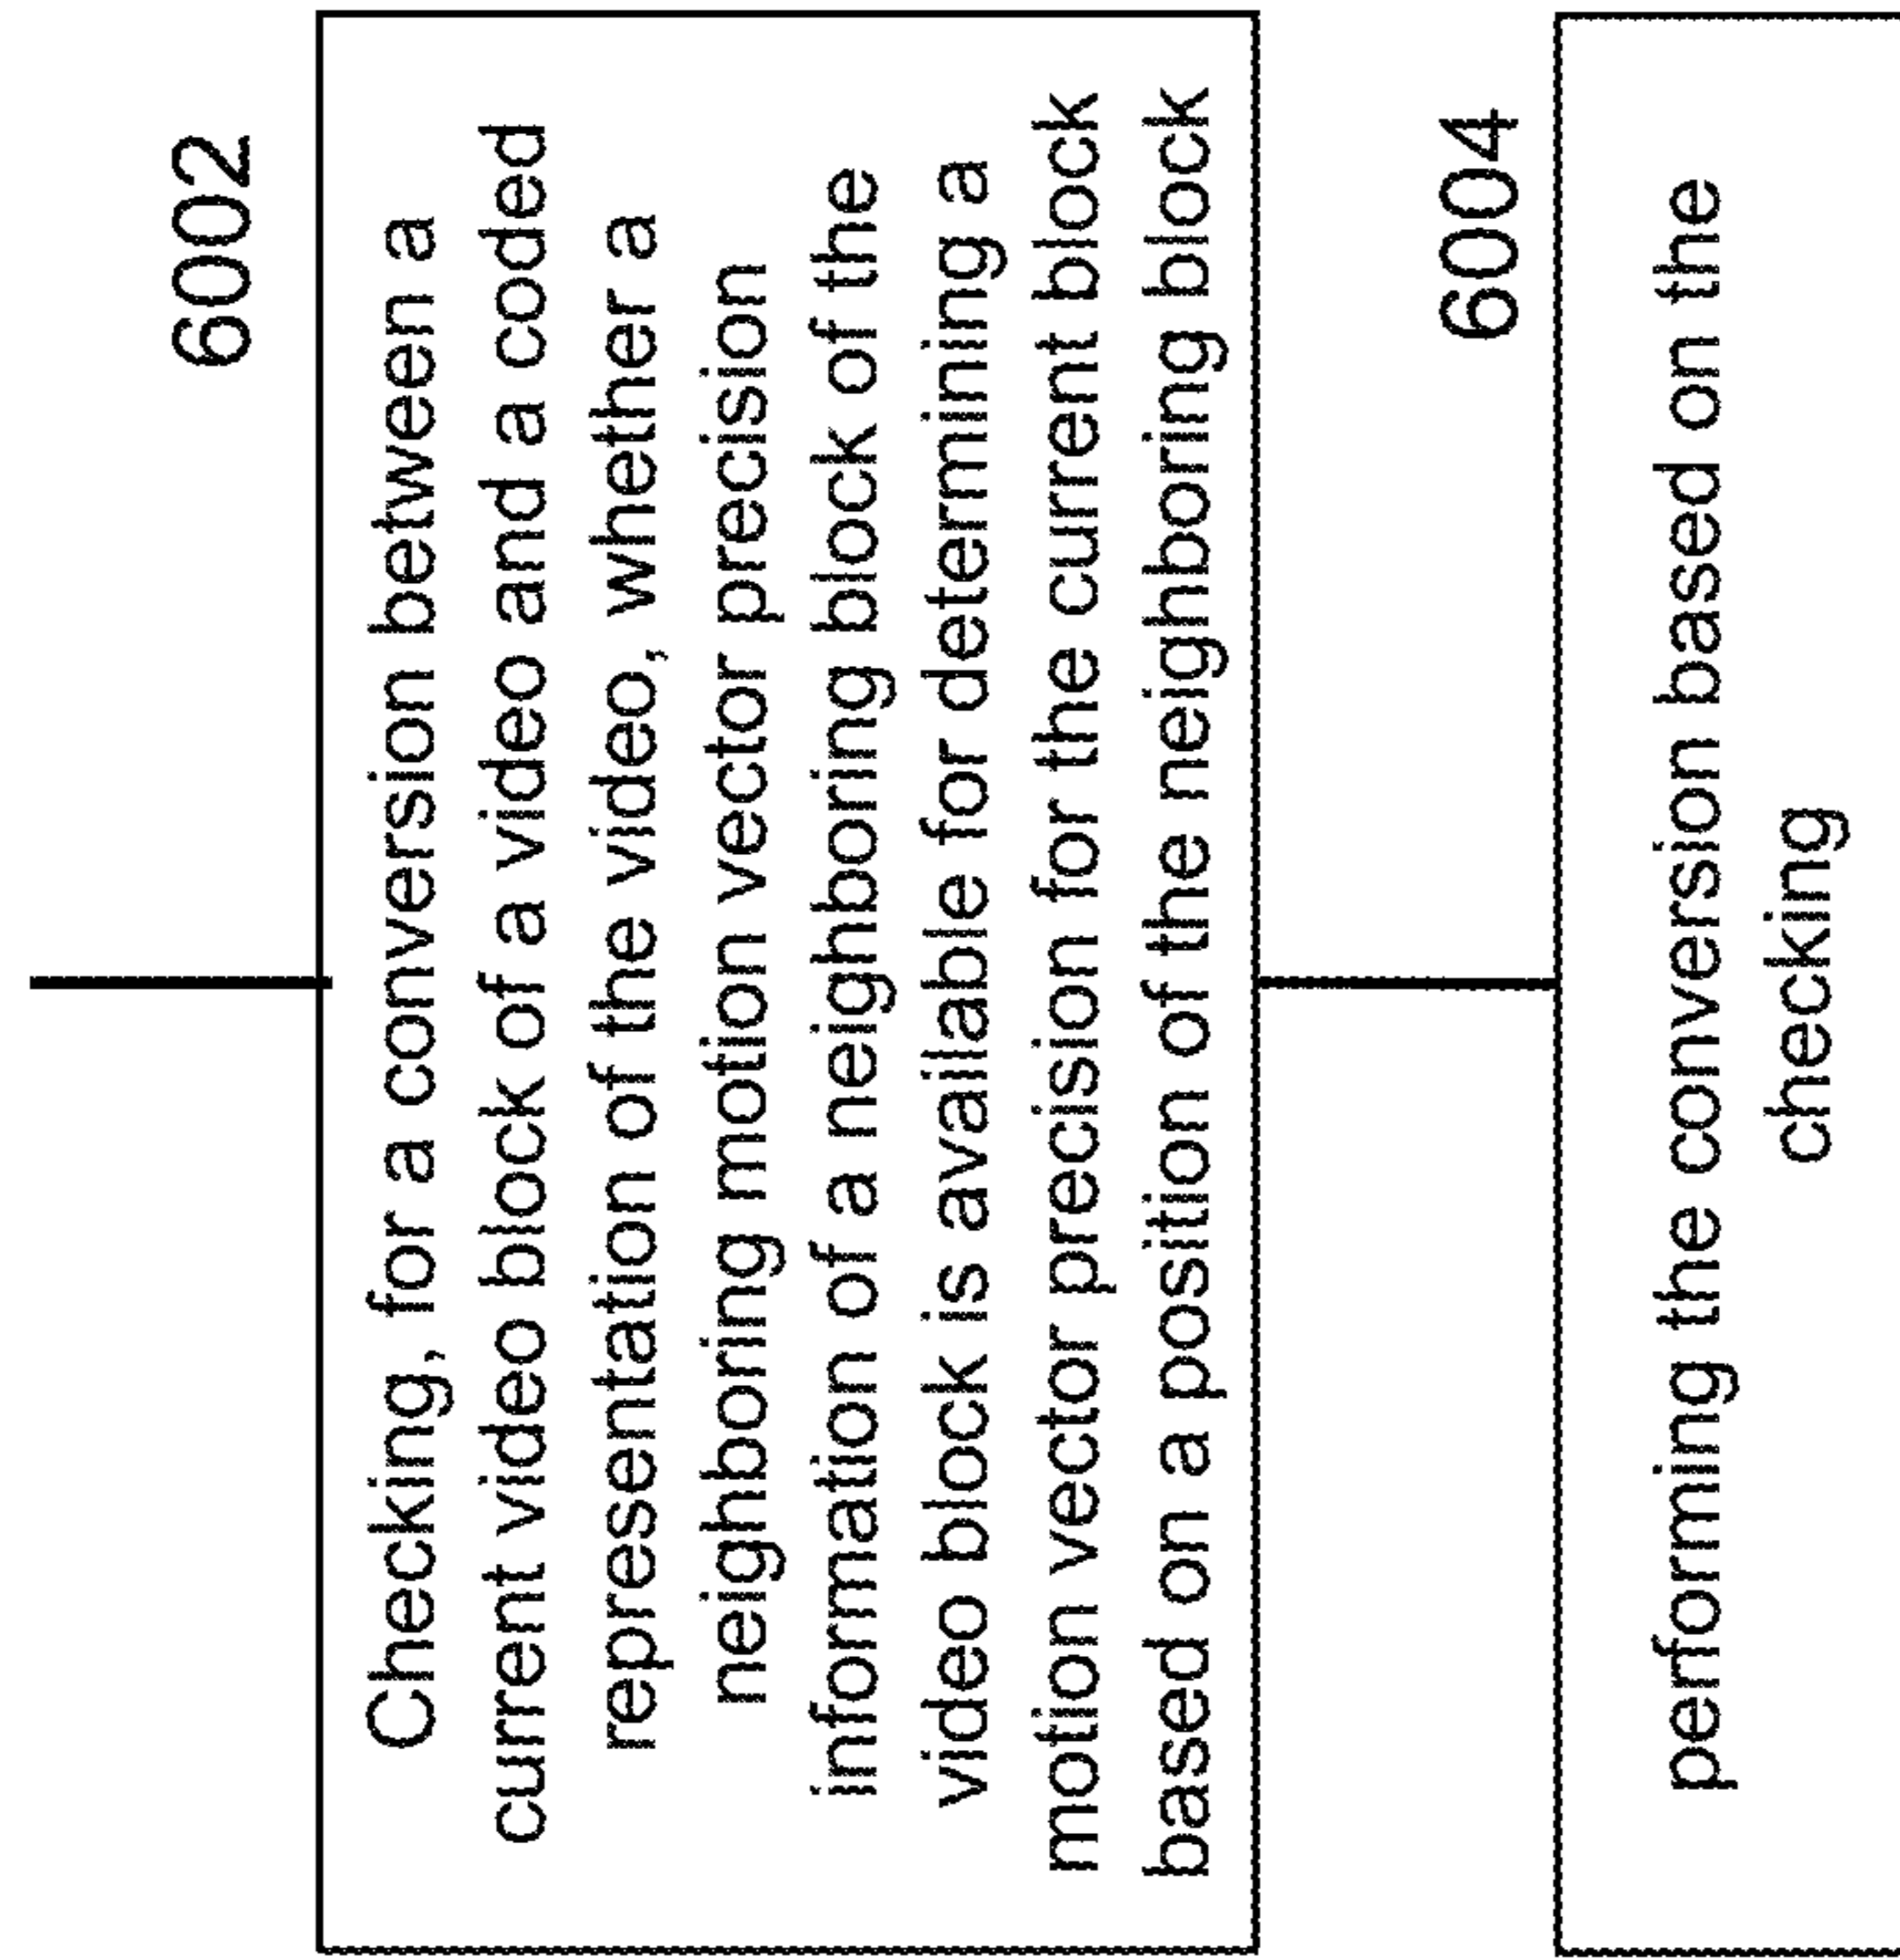 6002
Checking, for a conversion between a
current video block of a video and a coded
representation of the video, whether a
neighboring motion vector precision
information of a neighboring block of the
video block is available for determining a
motion vector precision for the current block
based on a position of the neighboring block
6004
performing the conversion based on the
checking